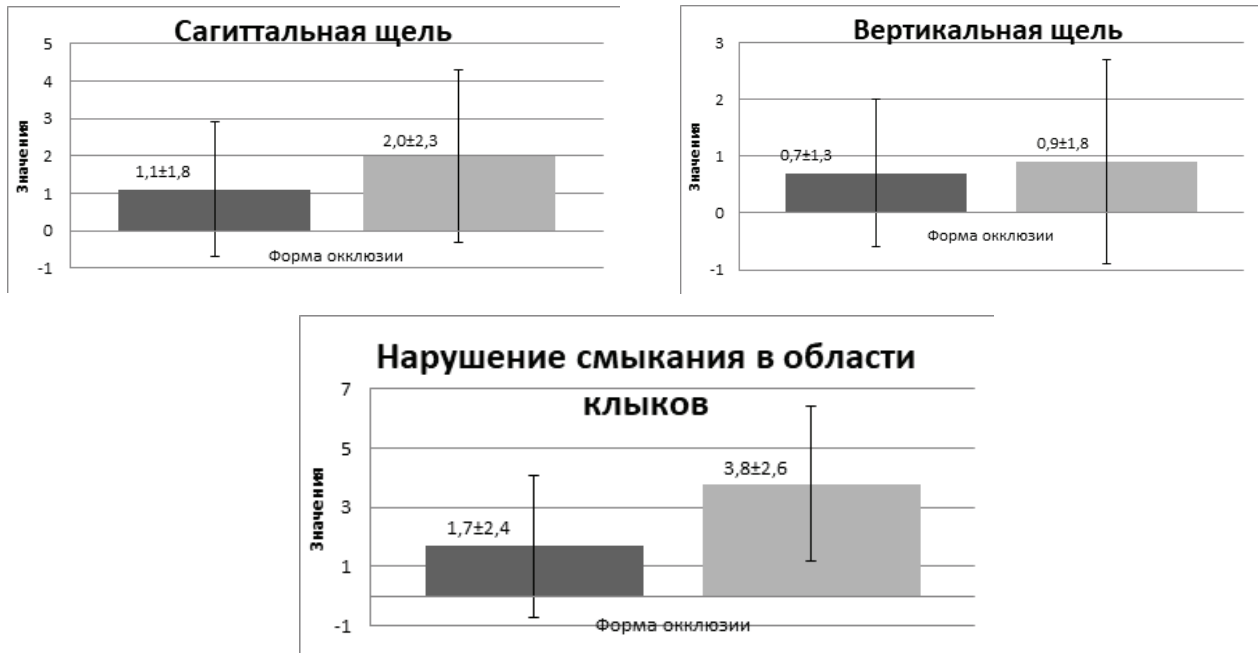 Сагиттальная щель
5
4
3
2
1
0
-1
Значения
1,1±1,8
2,0±2,3
Форма окклюзии
Вертикальная щель
3
2
1
0
-1
Значения
0,7±1,3
0,9±1,8
Форма окклюзии
Нарушение смыкания в области
клыков
7
5
3
1
-1
Значения
1,7±2,4
3,8±2,6
Форма окклюзии